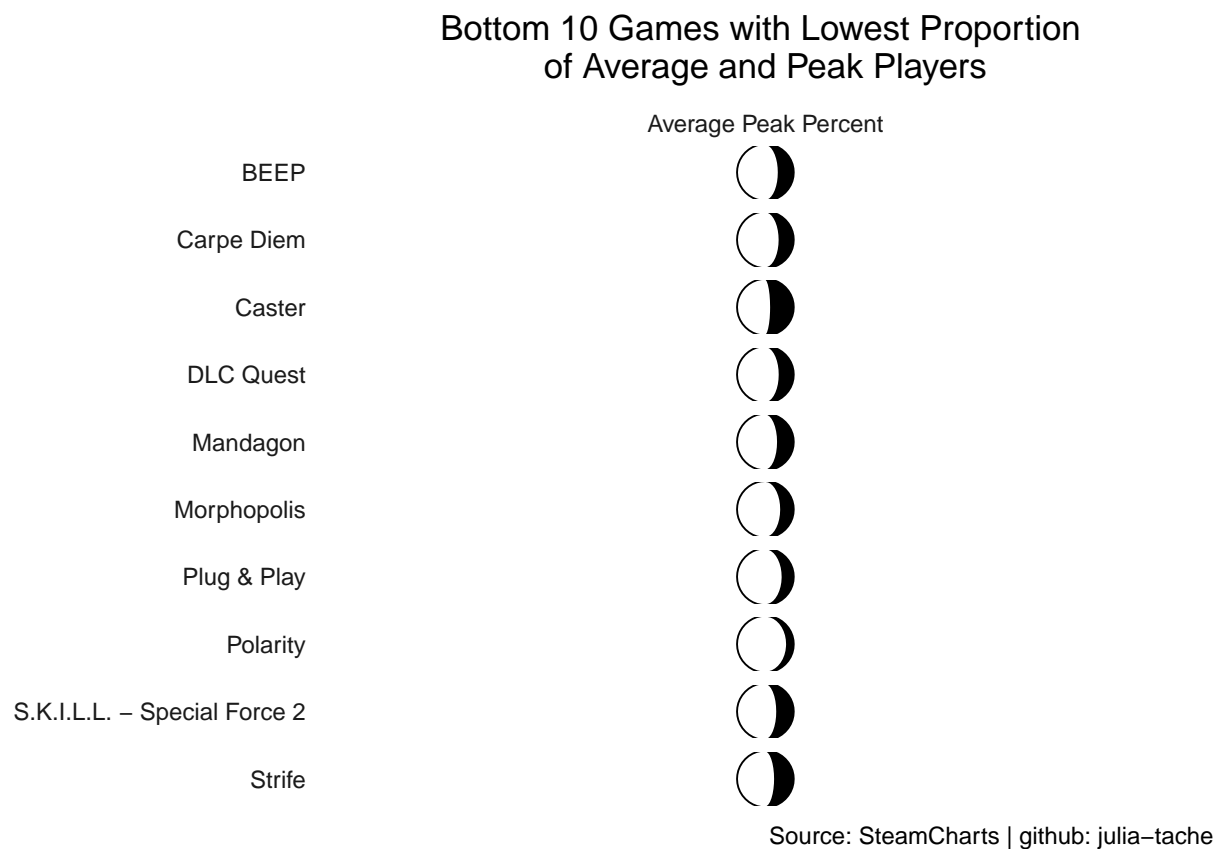 Bottom 10 Games with Lowest Proportion
of Average and Peak Players
Average Peak Percent
BEEP
Carpe Diem
Caster
DLC Quest
Mandagon
Morphopolis
Plug & Play
Polarity
S.K.I.L.L. − Special Force 2
Strife
Source: SteamCharts | github: julia−tache